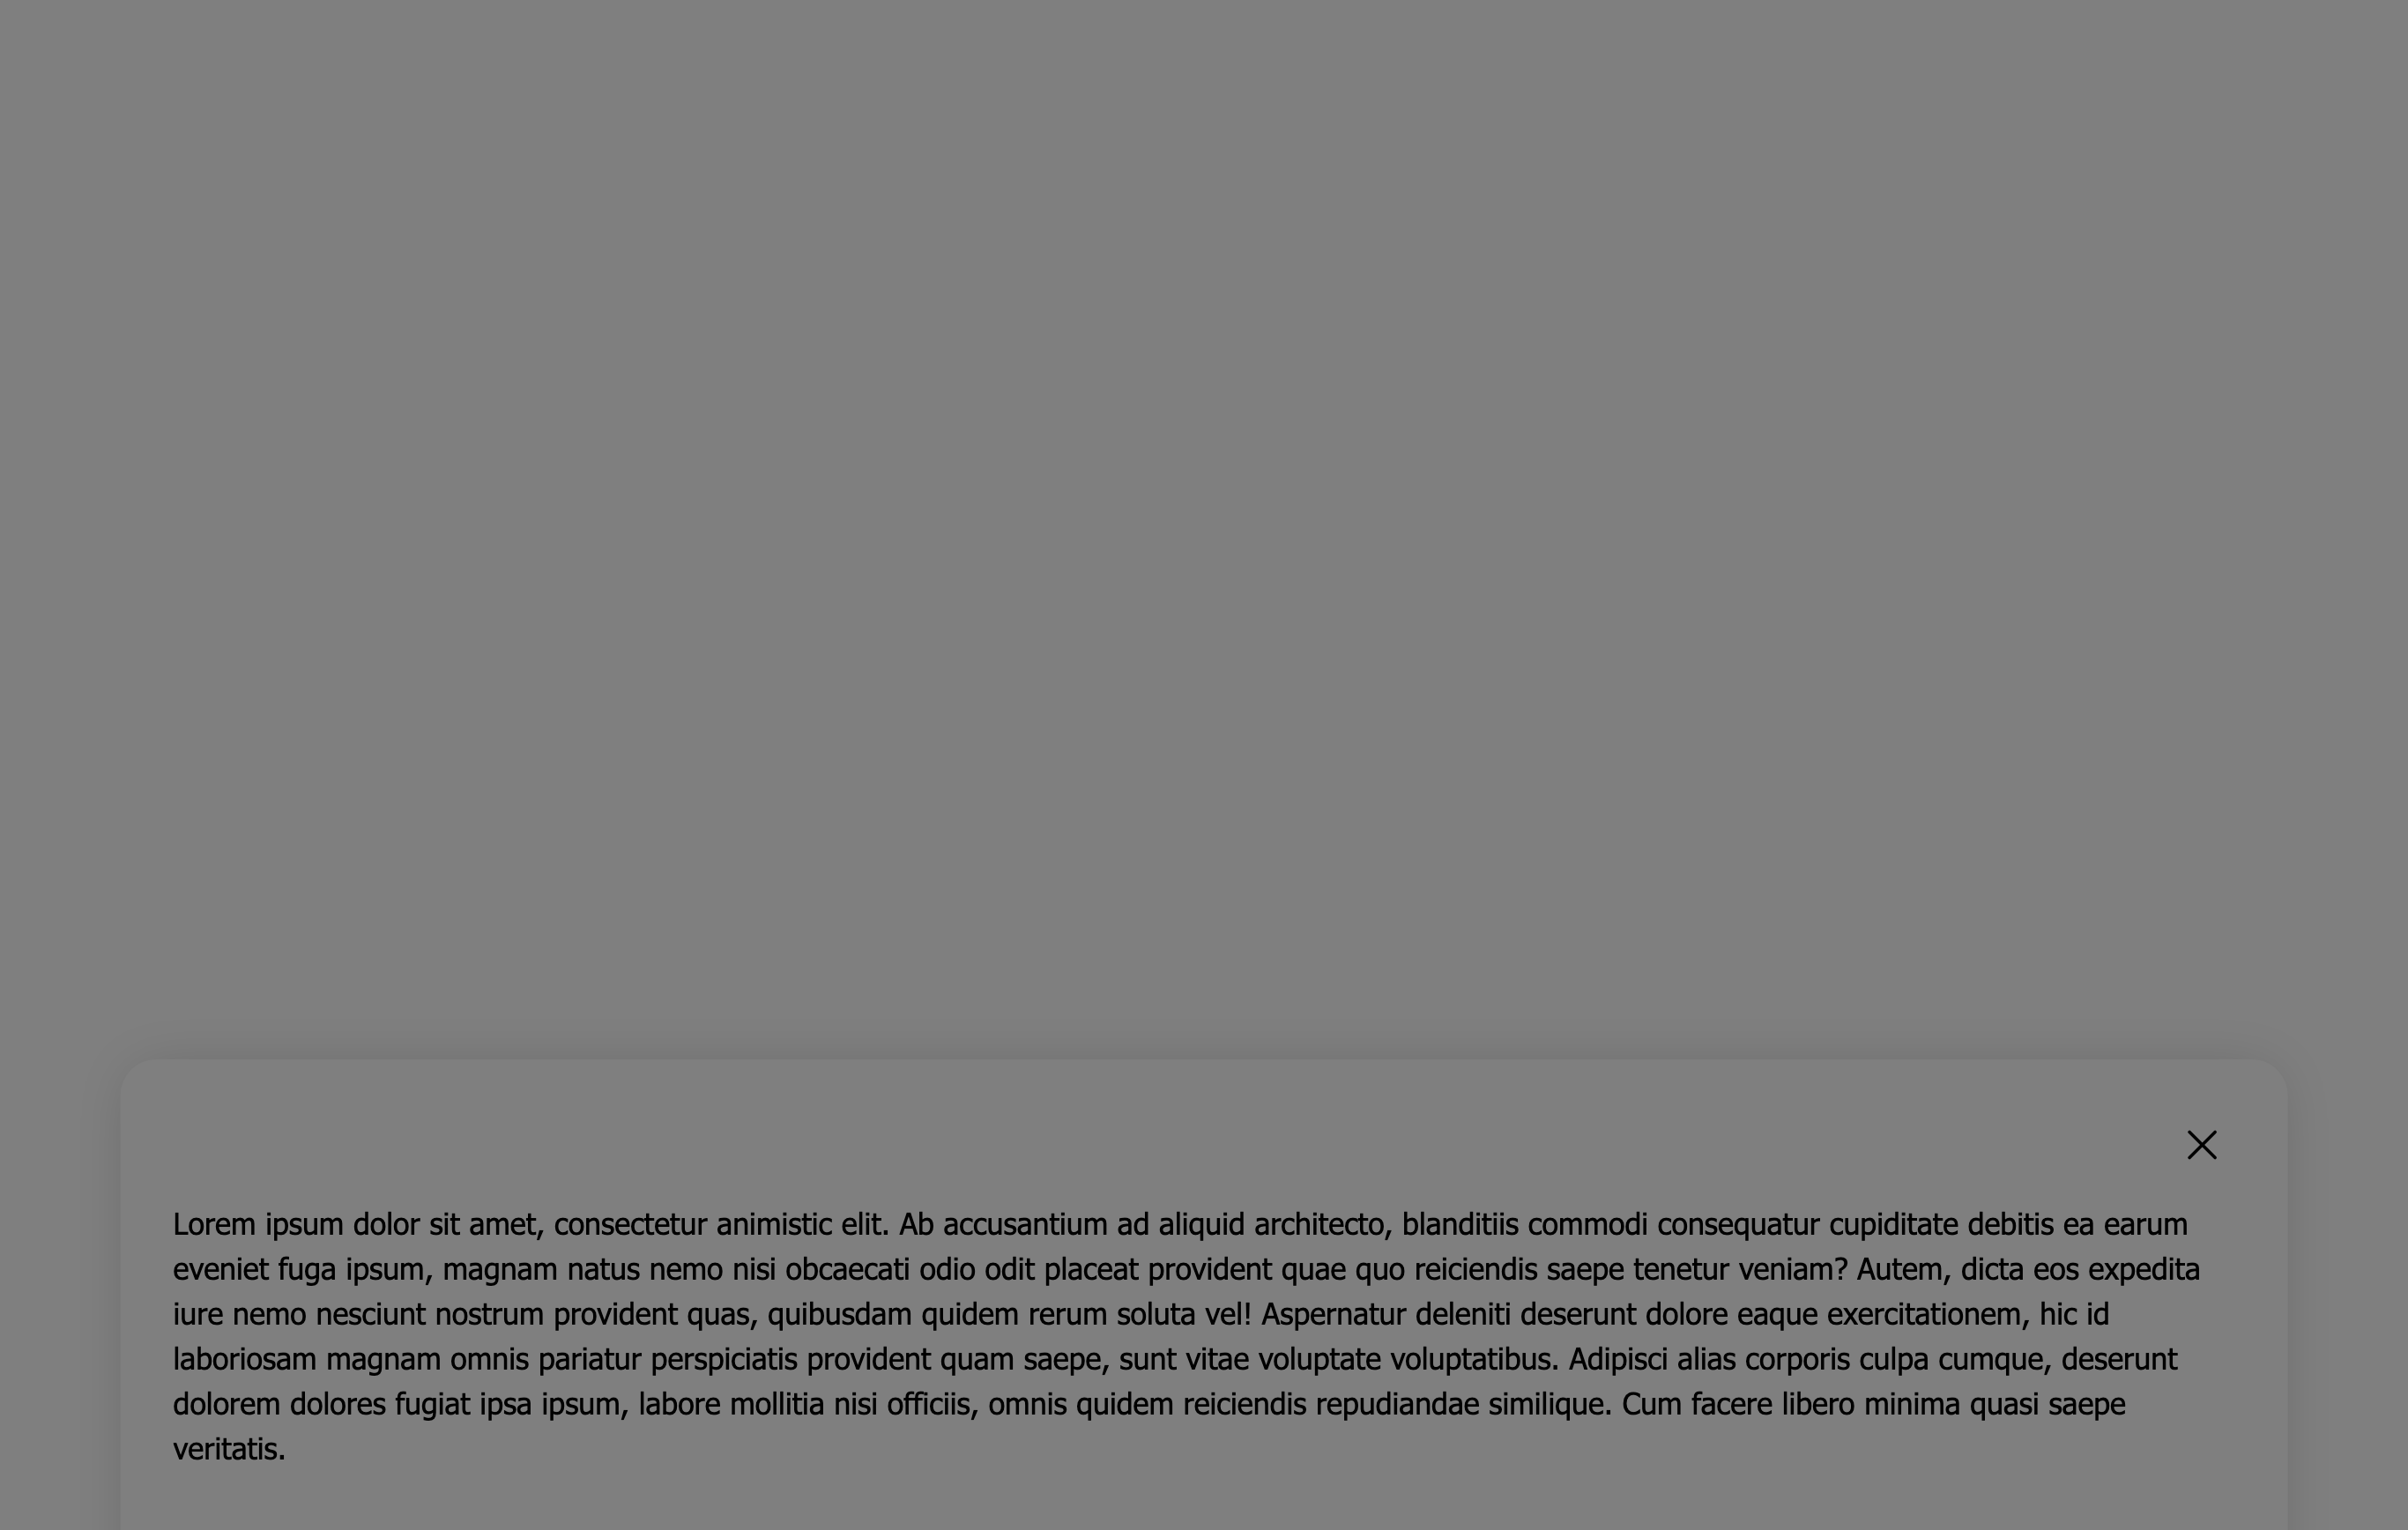 Lorem ipsum dolor sit amet, consectetur animistic elit. Ab accusantium ad aliquid architecto, blanditiis commodi consequatur cupiditate debitis ea earum
eveniet fuga ipsum, magnam natus nemo nisi obcaecati odio odit placeat provident quae quo reiciendis saepe tenetur veniam? Autem, dicta eos expedita
iure nemo nesciunt nostrum provident quas, quibusdam quidem rerum soluta vel! Aspernatur deleniti deserunt dolore eaque exercitationem, hic id
laboriosam magnam omnis pariatur perspiciatis provident quam saepe, sunt vitae voluptate voluptatibus. Adipisci alias corporis culpa cumque, deserunt
dolorem dolores fugiat ipsa ipsum, labore mollitia nisi officiis, omnis quidem reiciendis repudiandae similique. Cum facere libero minima quasi saepe
veritatis.